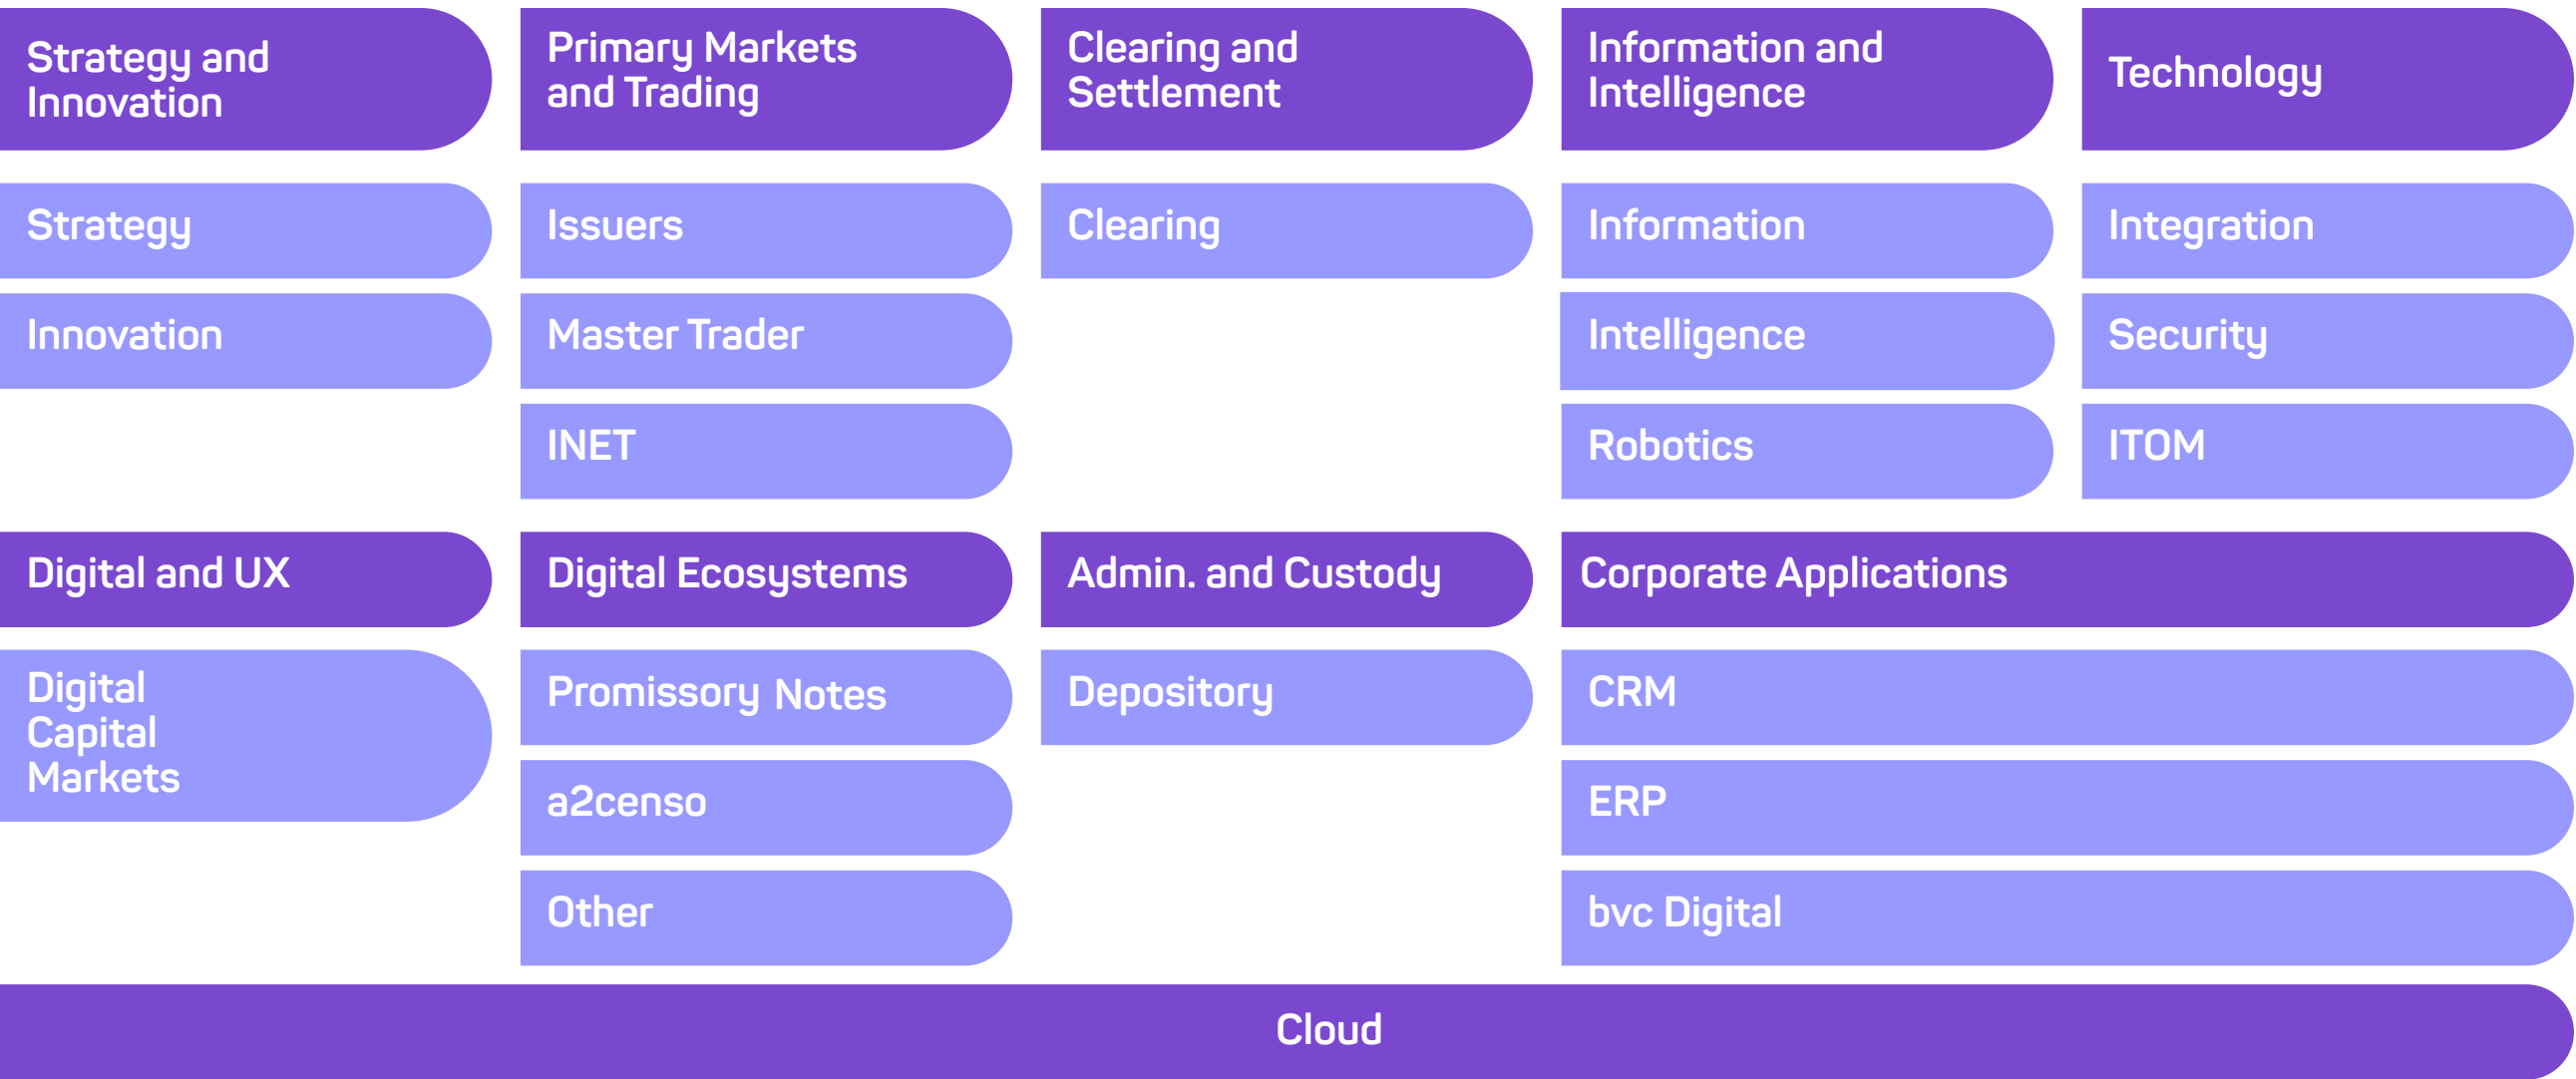 Strategy and
Innovation
Primary Markets
and Trading
Clearing and
Settlement
Information and
Intelligence
Technology
Strategy
Issuers
Clearing
Information
Integration
Innovation
Master Trader
Intelligence
Security
INET
Robotics
ITOM
Digital and UX
Digital Ecosystems
Admin. and Custody
Corporate Applications
Digital
Capital
Markets
Promissory Notes
Depository
CRM
a2censo
ERP
Other
bvc Digital
Cloud